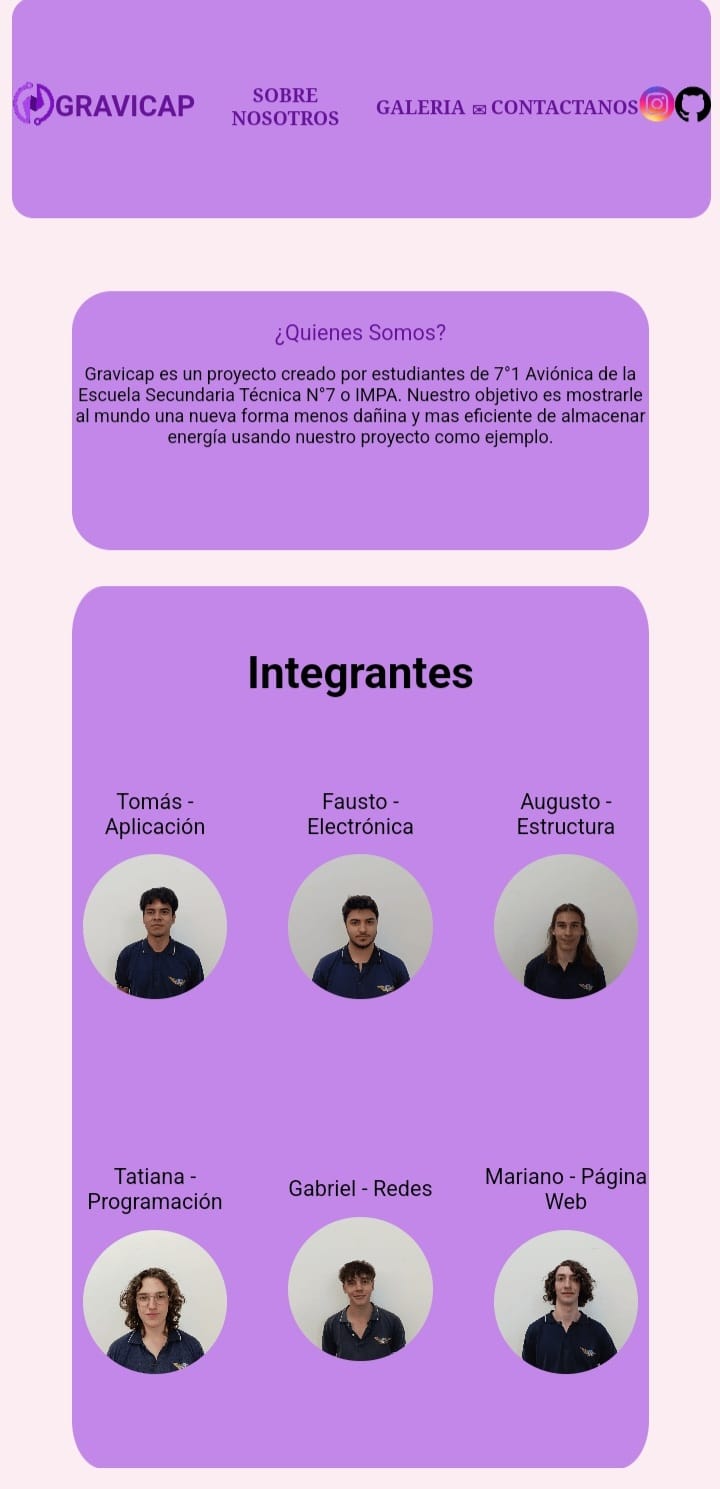 GRAVICAP
SOBRE
NOSOTROS
GALERIA
✉ CONTACTANOS
¿Quienes Somos?
Gravicap es un proyecto creado por estudiantes de 7°1 Aviónica de la
Escuela Secundaria Técnica N°7 o IMPA. Nuestro objetivo es mostrarle
al mundo una nueva forma menos dañina y mas eficiente de almacenar
energía usando nuestro proyecto como ejemplo.
Integrantes
Tomás -
Aplicación
Fausto -
Electrónica
Augusto -
Estructura
Tatiana -
Programación
Gabriel - Redes
Mariano - Página
Web